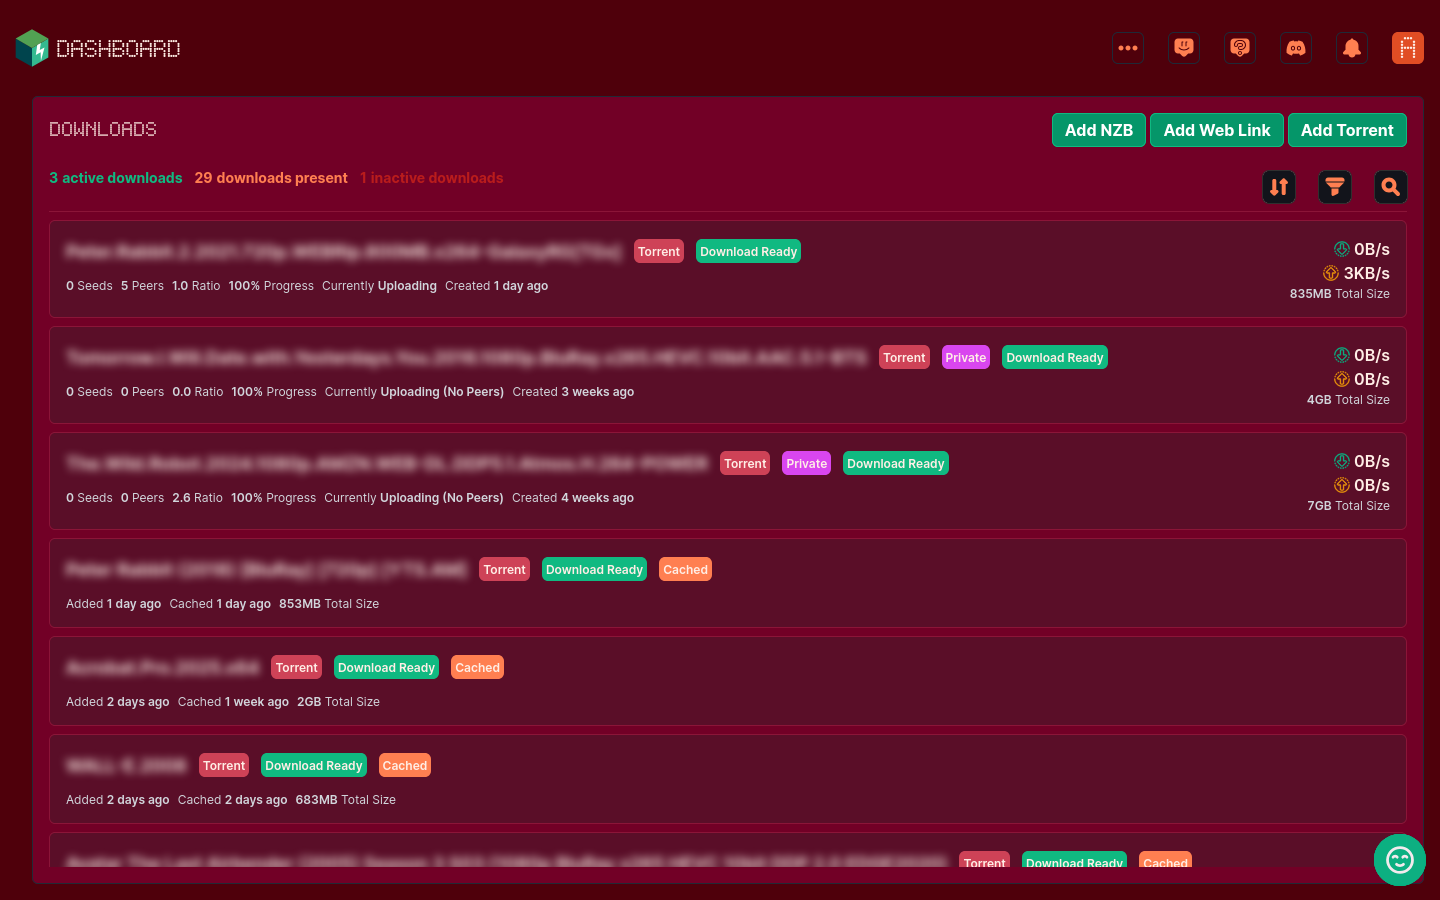 DASHBOARD
A
DOWNLOADS
Add NZB Add Web Link Add Torrent
3 active downloads 29 downloads present 1 inactive downloads
Torrent Download Ready
0B/s
3KB/s
0 Seeds 5 Peers 1.0 Ratio 100% Progress Currently Uploading Created 1 day ago
835MB Total Size
Torrent Private Download Ready
0B/s
0B/s
0 Seeds 0 Peers 0.0 Ratio 100% Progress Currently Uploading (No Peers) Created 3 weeks ago
4GB Total Size
Torrent Private Download Ready
0B/s
0B/s
0 Seeds 0 Peers 2.6 Ratio 100% Progress Currently Uploading (No Peers) Created 4 weeks ago
7GB Total Size
Torrent Download Ready Cached
Added 1 day ago Cached 1 day ago 853MB Total Size
Torrent Download Ready Cached
Added 2 days ago Cached 1 week ago 2GB Total Size
Torrent Download Ready Cached
Added 2 days ago Cached 2 days ago 683MB Total Size
Torrent Download Ready Cached